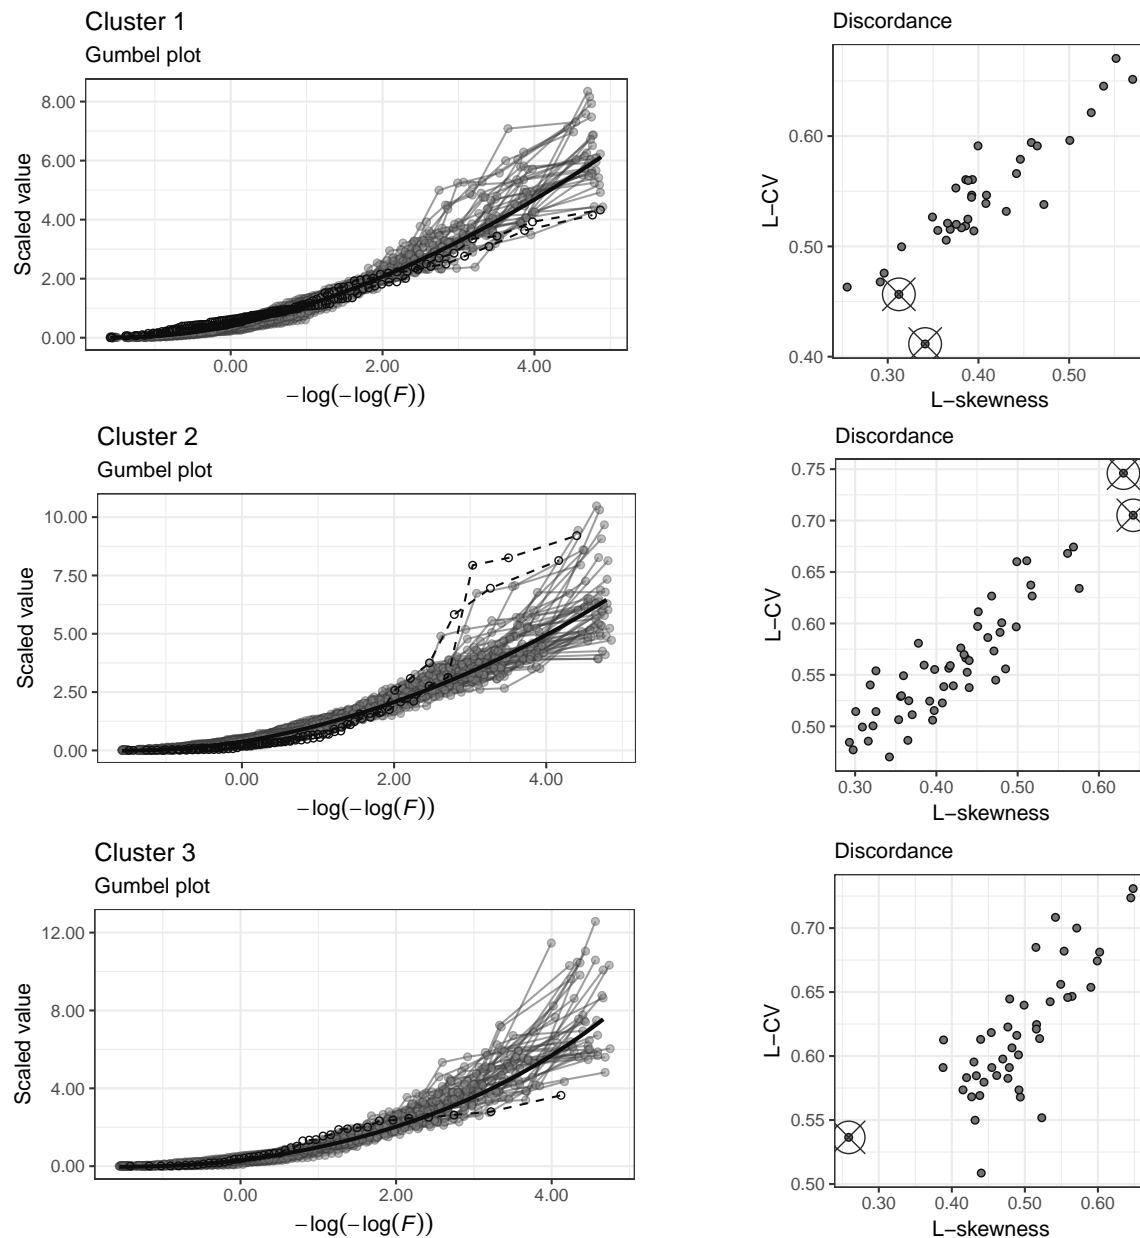 Cluster 1
Gumbel plot
Scaled value
8.00
6.00
4.00
2.00
0.00
0.00 2.00 4.00
−log(−log(F))
Discordance
L−CV
0.60
0.50
0.40
0.30 0.40 0.50
L−skewness
Cluster 2
Gumbel plot
Scaled value
10.00
7.50
5.00
2.50
0.00
0.00 2.00 4.00
−log(−log(F))
Discordance
L−CV
0.75
0.70
0.65
0.60
0.55
0.50
0.30 0.40 0.50 0.60
L−skewness
Cluster 3
Gumbel plot
Scaled value
12.00
8.00
4.00
0.00
0.00 2.00 4.00
−log(−log(F))
Discordance
L−CV
0.70
0.65
0.60
0.55
0.50
0.30 0.40 0.50 0.60
L−skewness